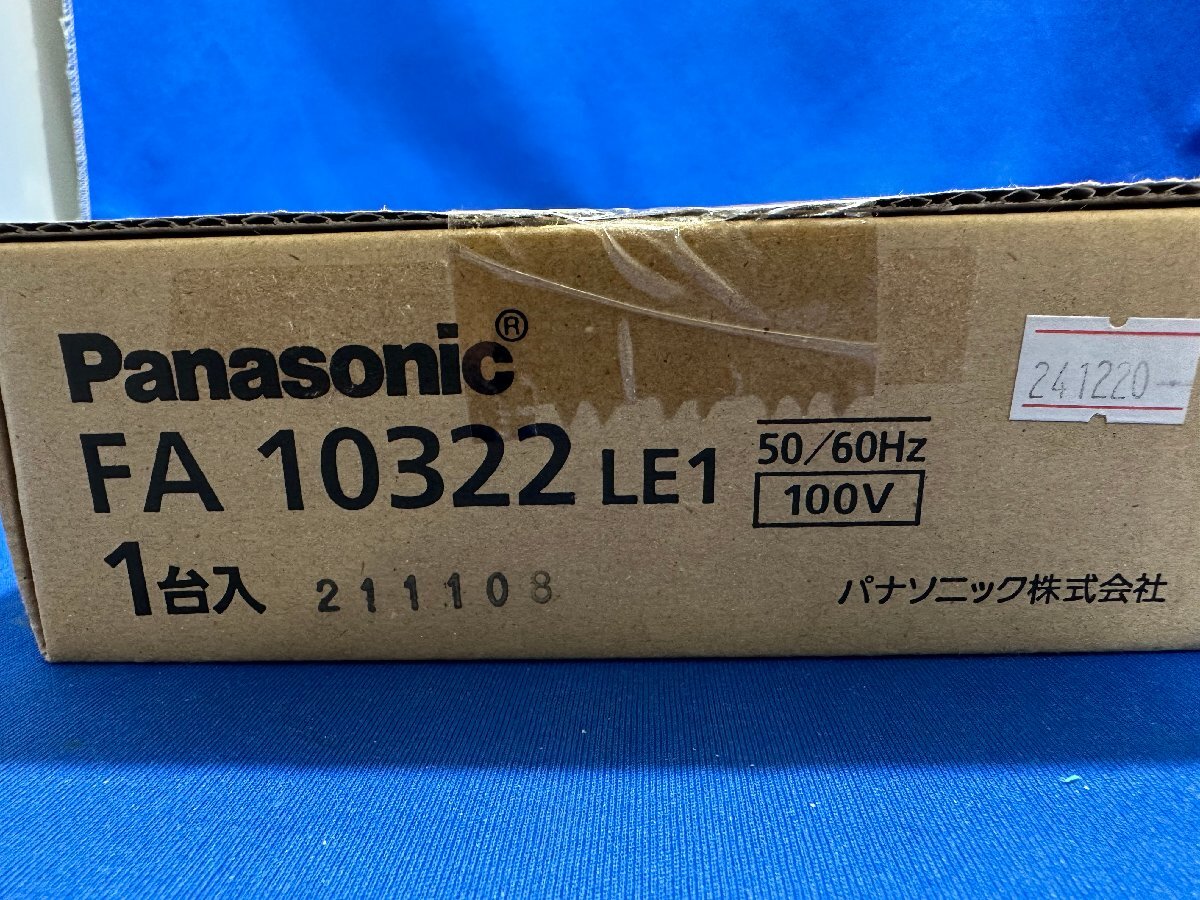 Panasonic®
FA 10322 LE1
50/60Hz
100V
1台入 211108
パナソニック株式会社
241220-